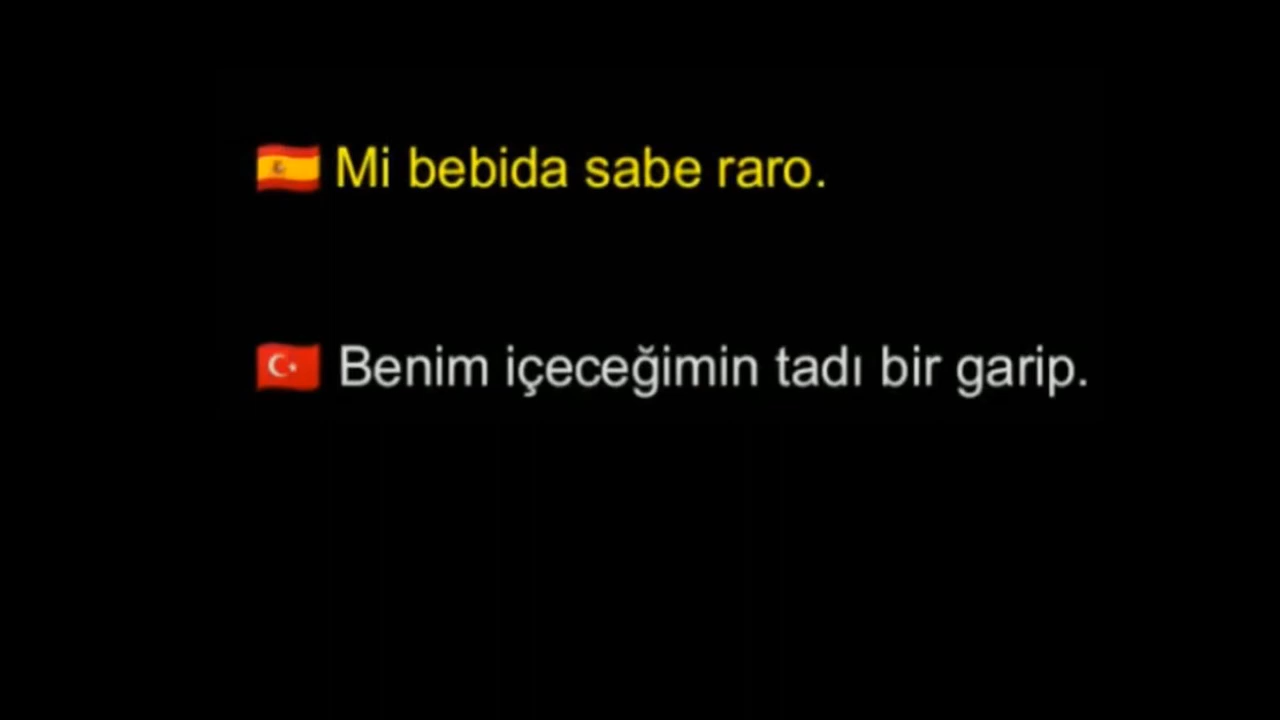 🇪🇸 Mi bebida sabe raro.
🇹🇷 Benim içeceğimin tadı bir garip.